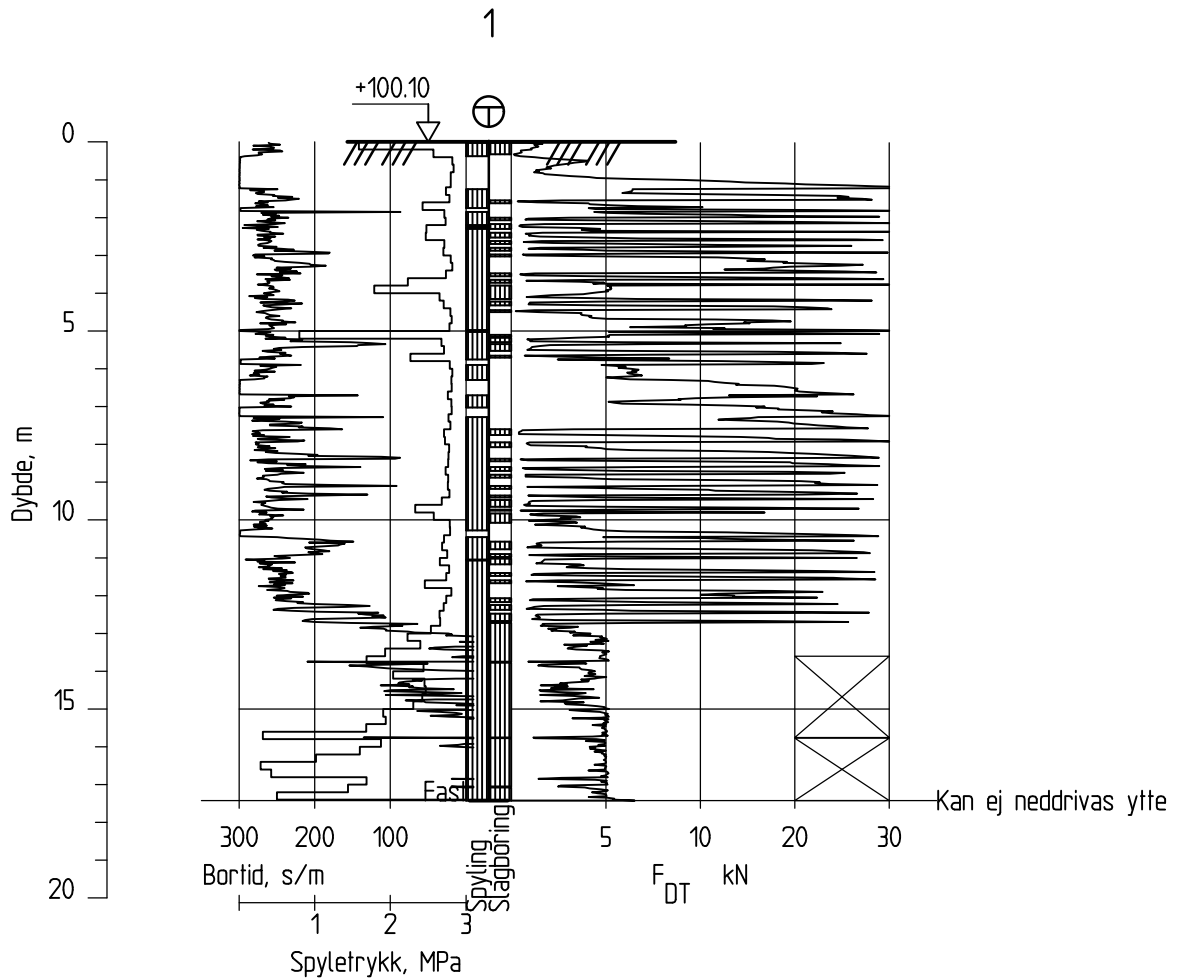 1
+100.10
0
5
10
15
20
Dybde, m
Fast
Kan ej neddrivas ytte
300 200 100
5 10 20 30
Bortid, s/m
Spyling
Slagboring
F DT kN
1 2 3
Spyletrykk, MPa